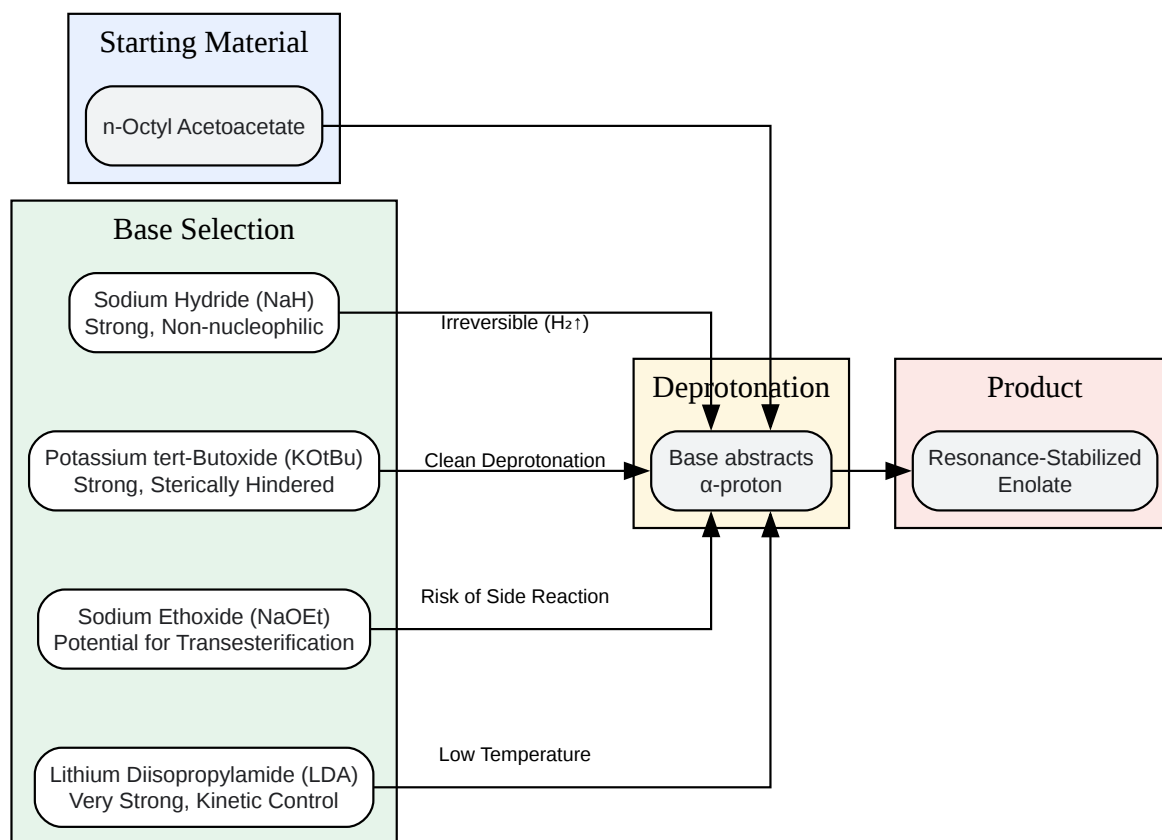 Starting Material
n-Octyl Acetoacetate
Base Selection
Sodium Hydride (NaH)
Strong, Non-nucleophilic
Irreversible (H₂↑)
Potassium tert-Butoxide (KOtBu)
Strong, Sterically Hindered
Clean Deprotonation
Sodium Ethoxide (NaOEt)
Potential for Transesterification
Risk of Side Reaction
Lithium Diisopropylamide (LDA)
Very Strong, Kinetic Control
Low Temperature
Deprotonation
Base abstracts
α-proton
Product
Resonance-Stabilized
Enolate